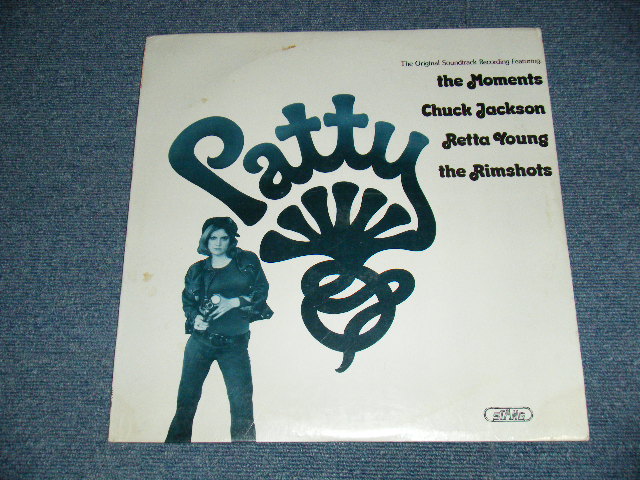 The Original Soundtrack Recording Featuring
the Moments
Chuck Jackson
Retta Young
the Rimshots
Patty
Stang